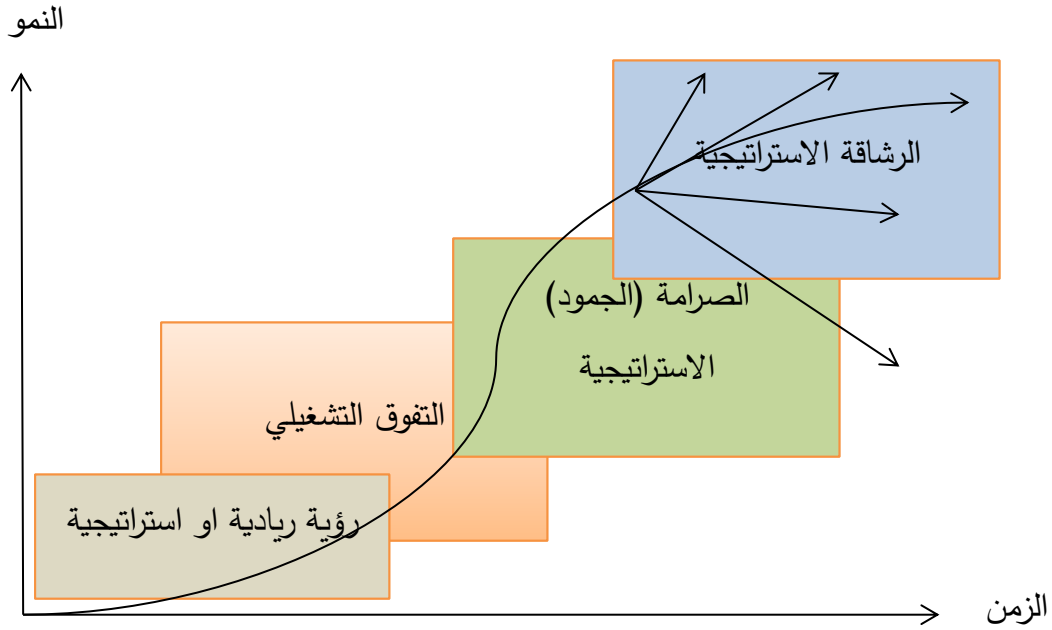 النمو
الرشاقة الاستراتيجية
الصرامة (الجمود)
الاستراتيجية
التفوق التشغيلي
رؤية ريادية او استراتيجية
الزمن